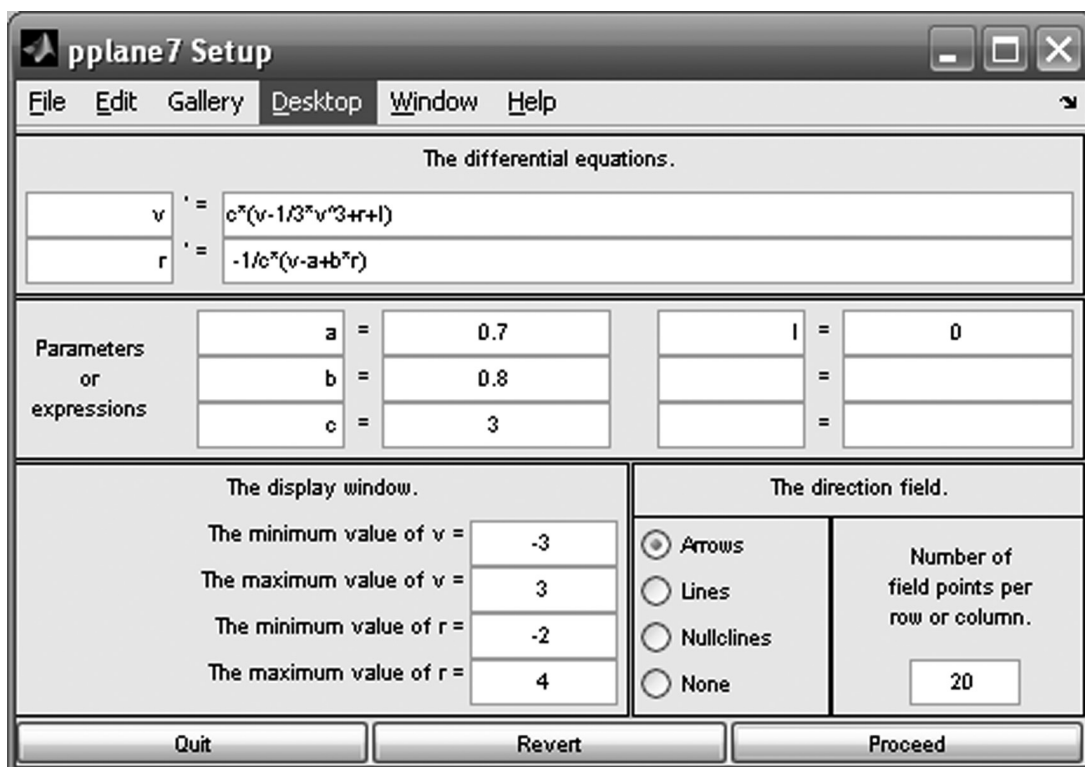 pplane7 Setup
File Edit Gallery Desktop Window Help
The differential equations.
v ' = c*(v-1/3*v^3+r+I)
r ' = -1/c*(v-a+b*r)
Parameters
or
expressions
a = 0.7 I = 0
b = 0.8 =
c = 3 =
The display window.
The minimum value of v = -3
The maximum value of v = 3
The minimum value of r = -2
The maximum value of r = 4
The direction field.
Arrows
Lines
Nullclines
None
Number of
field points per
row or column.
20
Quit Revert Proceed